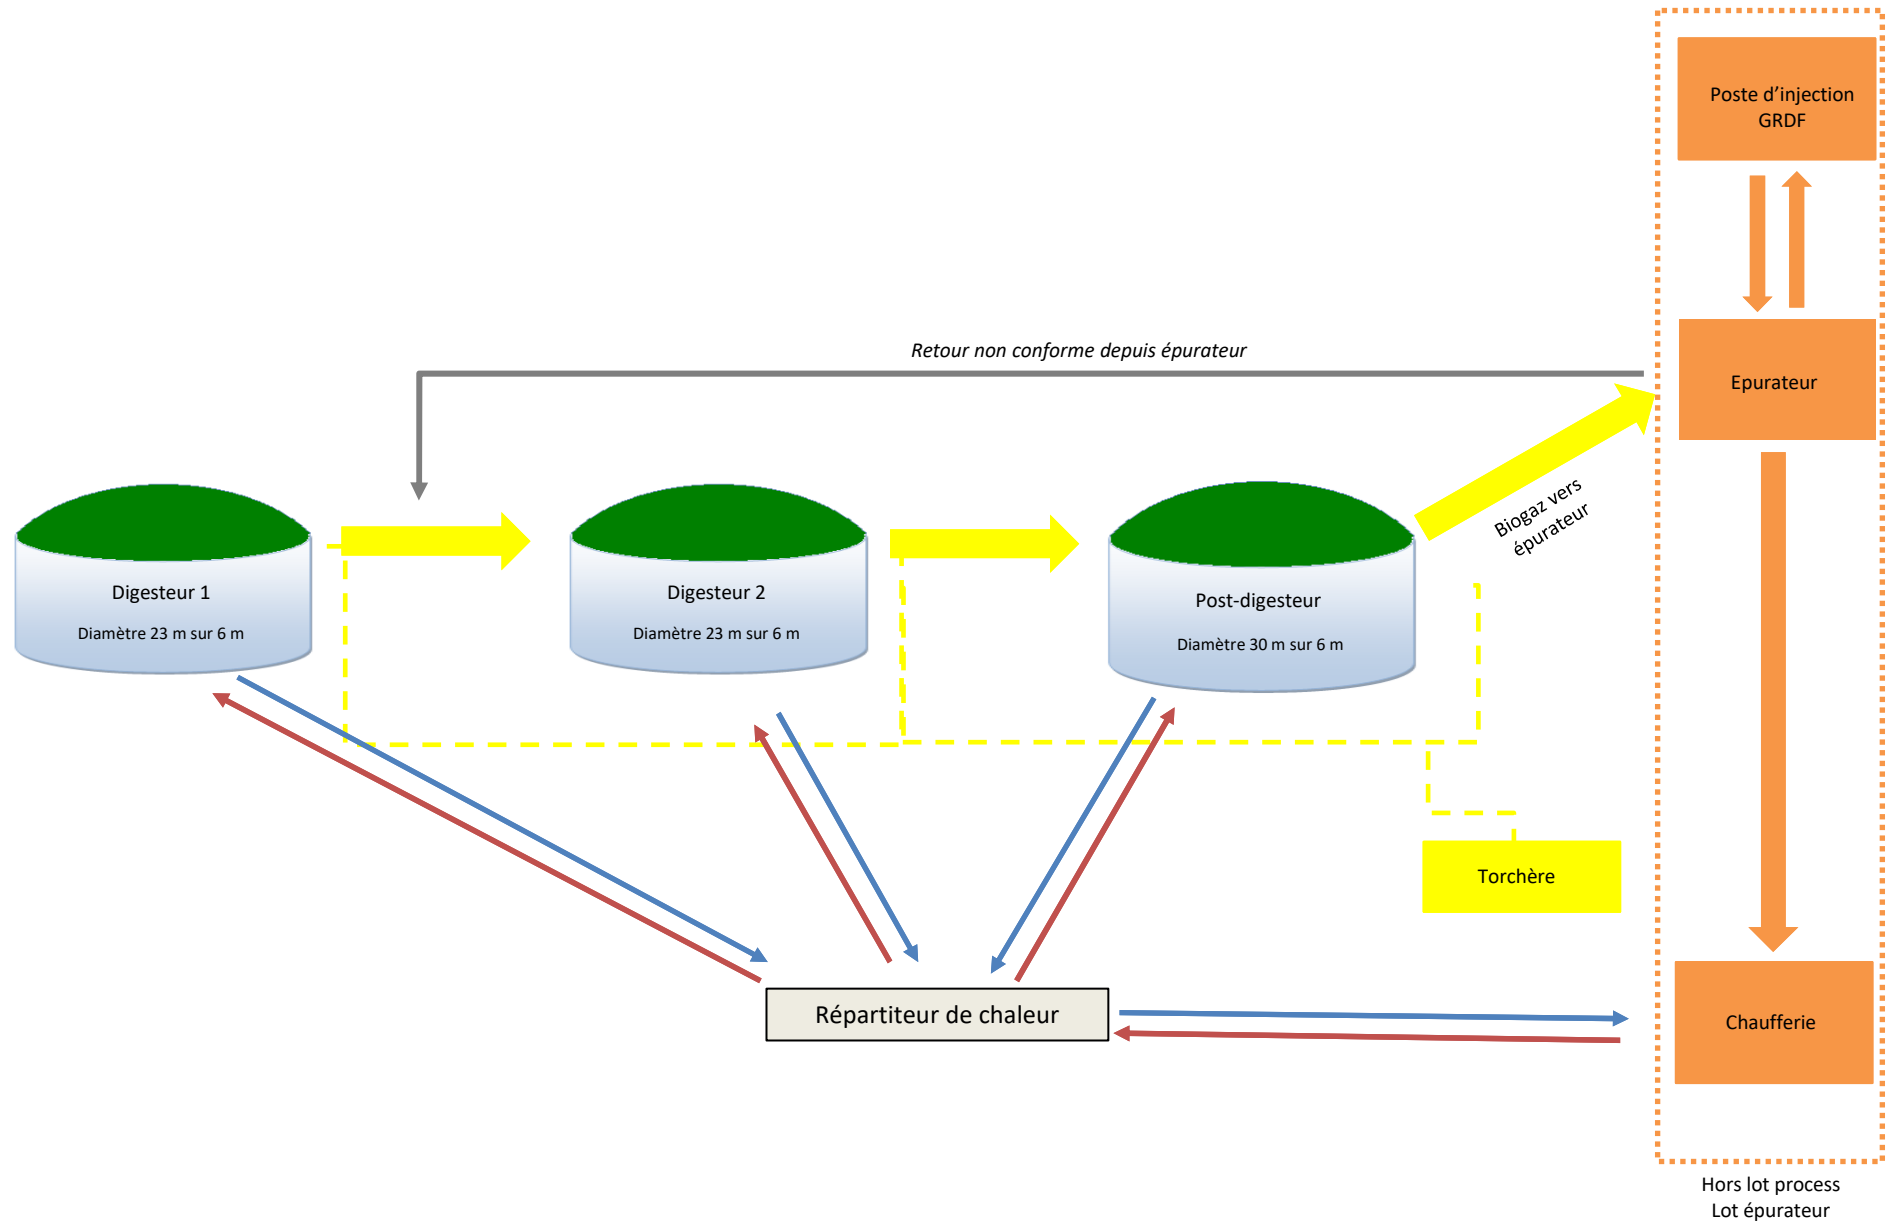 Poste d’injection
GRDF
Retour non conforme depuis épurateur
Epurateur
Biogaz vers
épurateur
Digesteur 1
Diamètre 23 m sur 6 m
Digesteur 2
Diamètre 23 m sur 6 m
Post-digesteur
Diamètre 30 m sur 6 m
Torchère
Répartiteur de chaleur
Chaufferie
Hors lot process
Lot épurateur